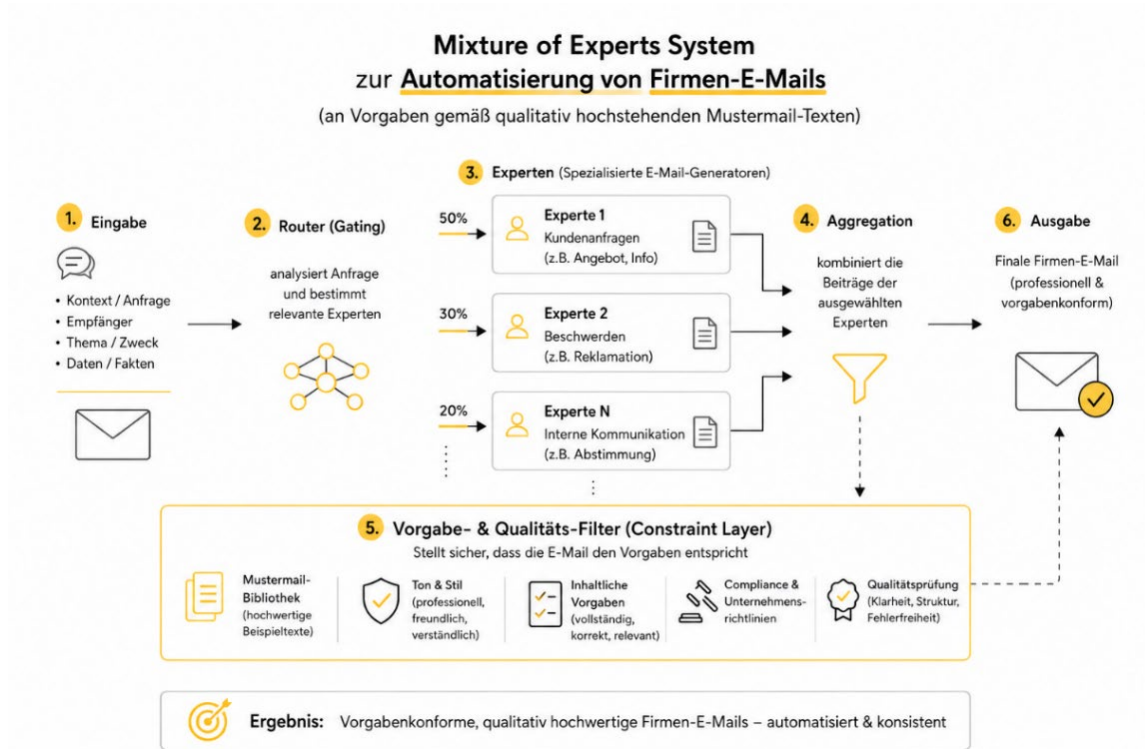 Mixture of Experts System
zur Automatisierung von Firmen-E-Mails
(an Vorgaben gemäß qualitativ hochstehenden Mustermail-Texten)
1. Eingabe
• Kontext / Anfrage
• Empfänger
• Thema / Zweck
• Daten / Fakten
2. Router (Gating)
analysiert Anfrage
und bestimmt
relevante Experten
3. Experten (Spezialisierte E-Mail-Generatoren)
50%
Experte 1
Kundenanfragen
(z.B. Angebot, Info)
30%
Experte 2
Beschwerden
(z.B. Reklamation)
20%
Experte N
Interne Kommunikation
(z.B. Abstimmung)
4. Aggregation
kombiniert die
Beiträge der
ausgewählten
Experten
6. Ausgabe
Finale Firmen-E-Mail
(professionell &
vorgabenkonform)
5. Vorgabe- & Qualitäts-Filter (Constraint Layer)
Stellt sicher, dass die E-Mail den Vorgaben entspricht
Mustermail-
Bibliothek
(hochwertige
Beispieltexte)
Ton & Stil
(professionell,
freundlich,
verständlich)
Inhaltliche
Vorgaben
(vollständig,
korrekt, relevant)
Compliance &
Unternehmens-
richtlinien
Qualitätsprüfung
(Klarheit, Struktur,
Fehlerfreiheit)
Ergebnis: Vorgabenkonforme, qualitativ hochwertige Firmen-E-Mails – automatisiert & konsistent